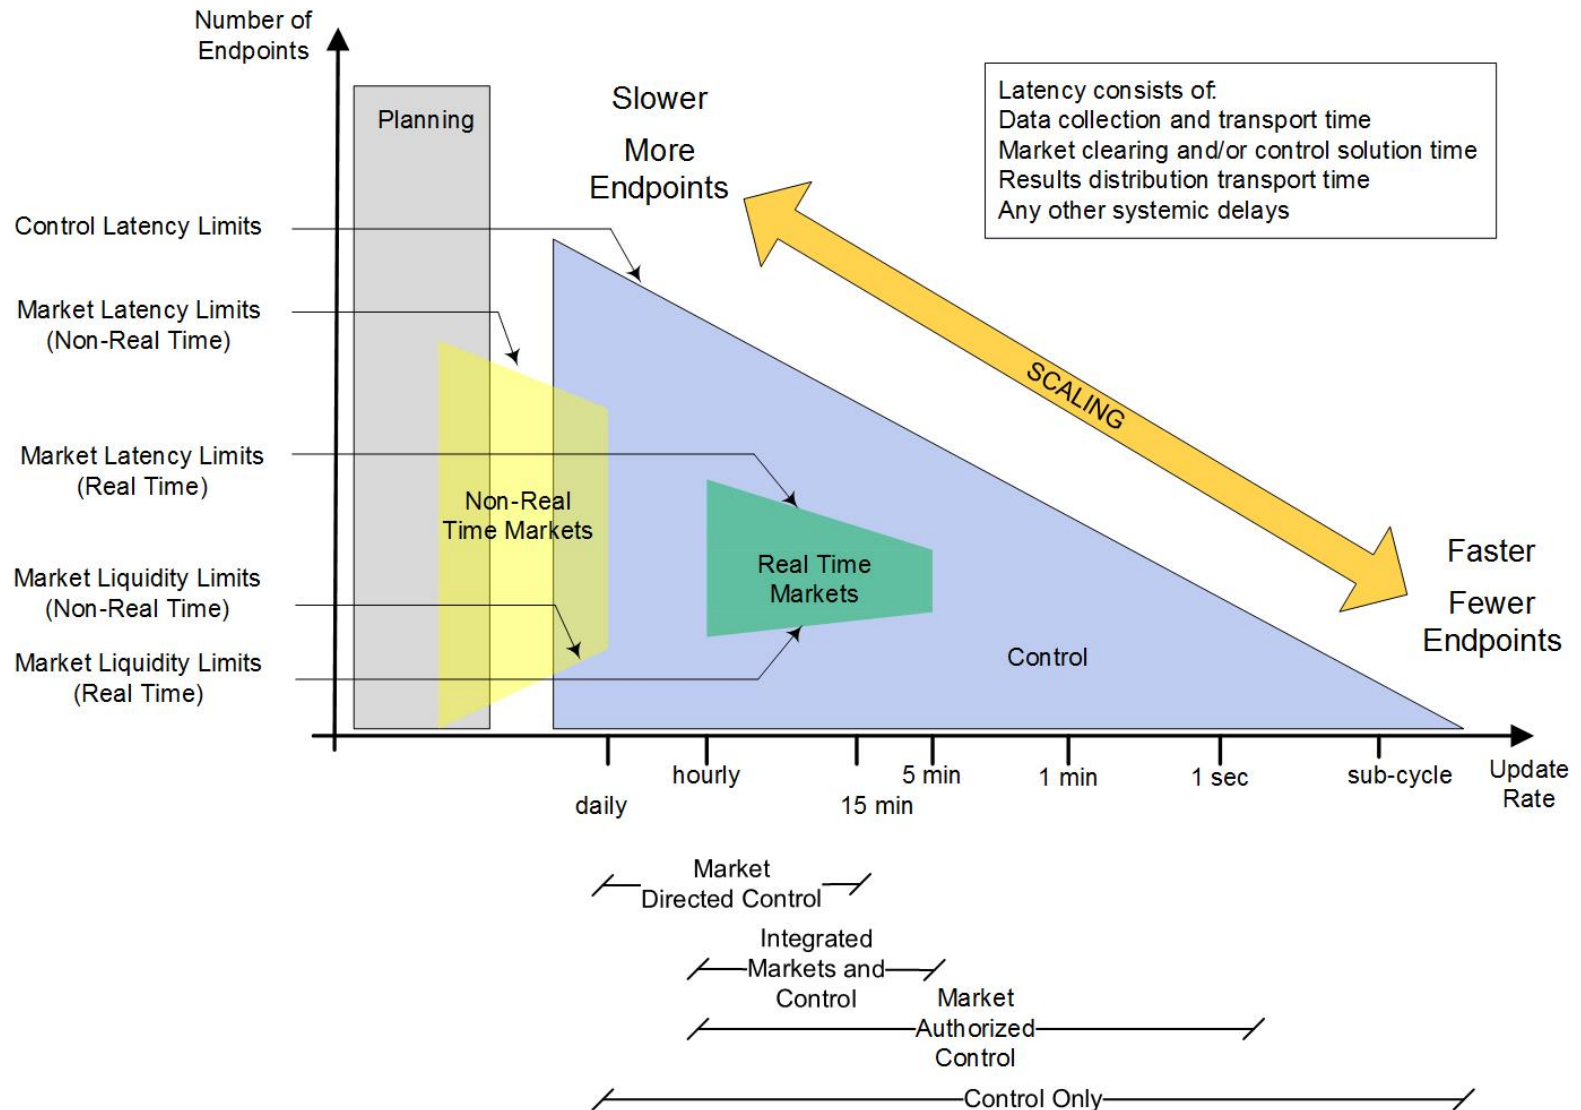 Number of
Endpoints
Planning
Slower
More
Endpoints
Latency consists of:
Data collection and transport time
Market clearing and/or control solution time
Results distribution transport time
Any other systemic delays
Control Latency Limits
Market Latency Limits
(Non-Real Time)
SCALING
Market Latency Limits
(Real Time)
Non-Real
Time Markets
Real Time
Markets
Faster
Fewer
Endpoints
Market Liquidity Limits
(Non-Real Time)
Market Liquidity Limits
(Real Time)
Control
daily
hourly
15 min
5 min
1 min
1 sec
sub-cycle
Update
Rate
Market
Directed Control
Integrated
Markets and
Control
Market
Authorized
Control
Control Only